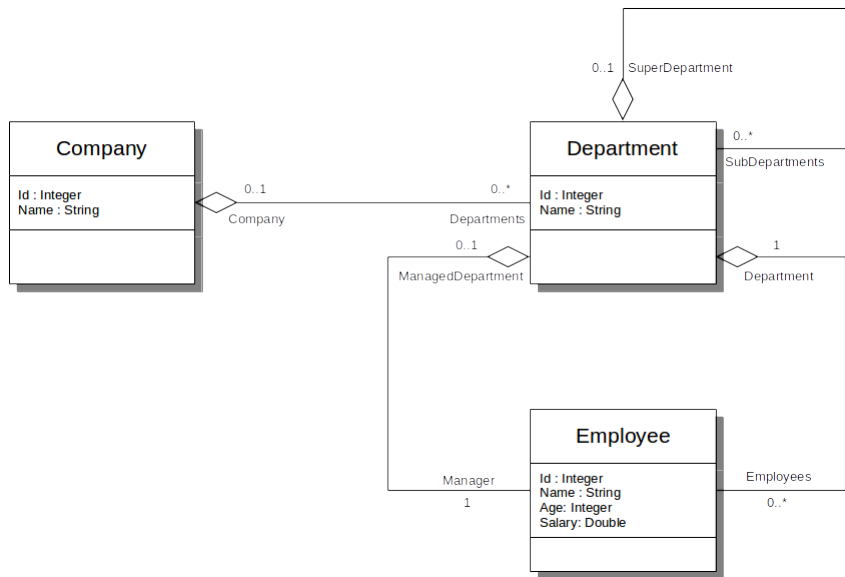 0..1
SuperDepartment
Company
Id : Integer
Name : String
0..1
Company
0..*
Departments
Department
Id : Integer
Name : String
0..*
SubDepartments
0..1
ManagedDepartment
1
Department
Employee
Id : Integer
Name : String
Age: Integer
Salary: Double
Manager
1
Employees
0..*